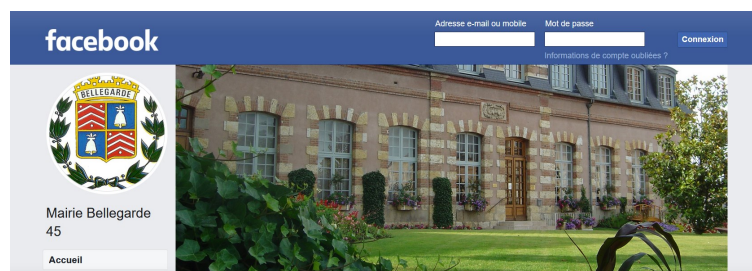 Adresse e-mail ou mobile
Mot de passe
facebook
Connexion
Informations de compte oubliées ?
BELLEGARDE
Mairie Bellegarde
45
Accueil